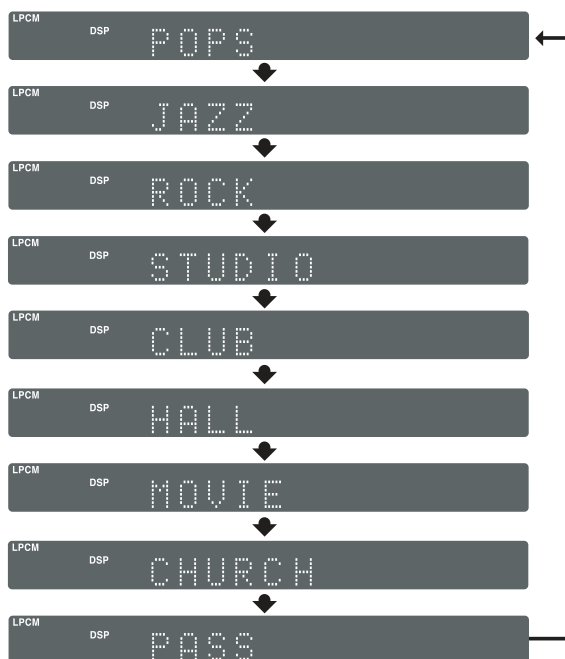 LPCM
DSP
POPS
LPCM
DSP
JAZZ
LPCM
DSP
ROCK
LPCM
DSP
STUDIO
LPCM
DSP
CLUB
LPCM
DSP
HALL
LPCM
DSP
MOVIE
LPCM
DSP
CHURCH
LPCM
DSP
PASS